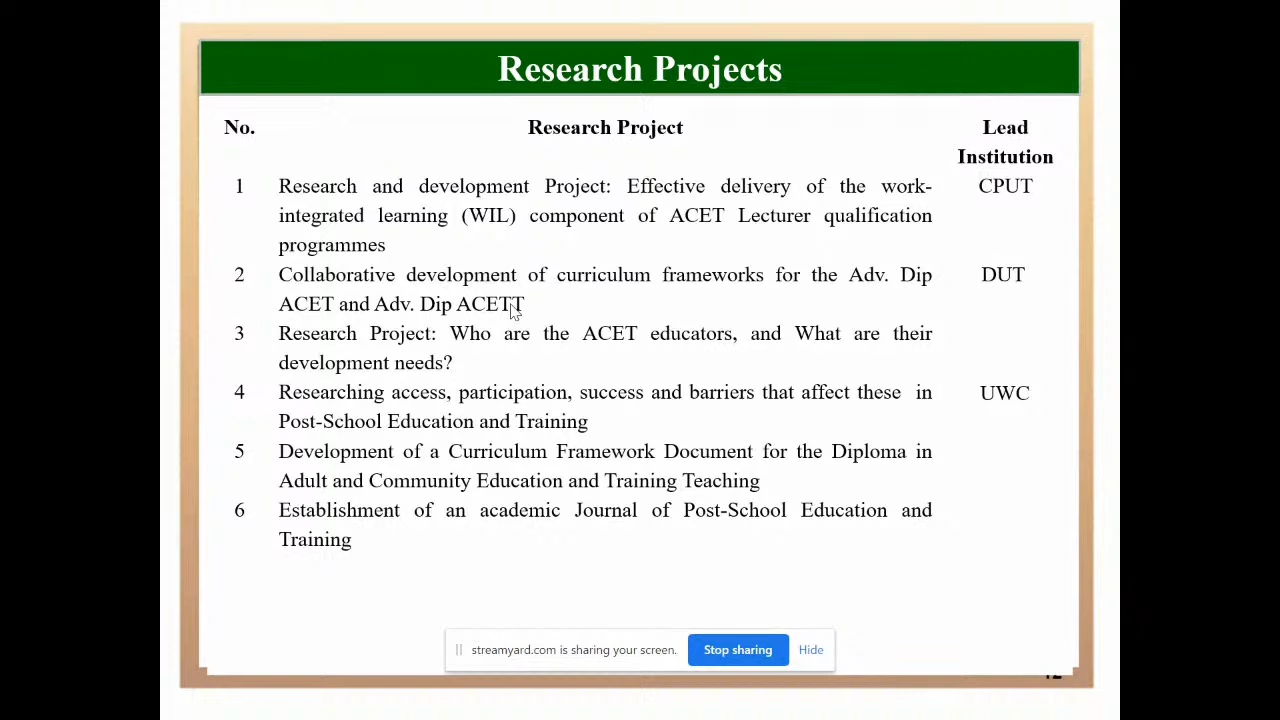 Research Projects
No. Research Project Lead Institution
1 Research and development Project: Effective delivery of the work- CPUT
integrated learning (WIL) component of ACET Lecturer qualification
programmes
2 Collaborative development of curriculum frameworks for the Adv. Dip DUT
ACET and Adv. Dip ACETT
3 Research Project: Who are the ACET educators, and What are their
development needs?
4 Researching access, participation, success and barriers that affect these in UWC
Post-School Education and Training
5 Development of a Curriculum Framework Document for the Diploma in
Adult and Community Education and Training Teaching
6 Establishment of an academic Journal of Post-School Education and
Training
streamyard.com is sharing your screen. Stop sharing Hide